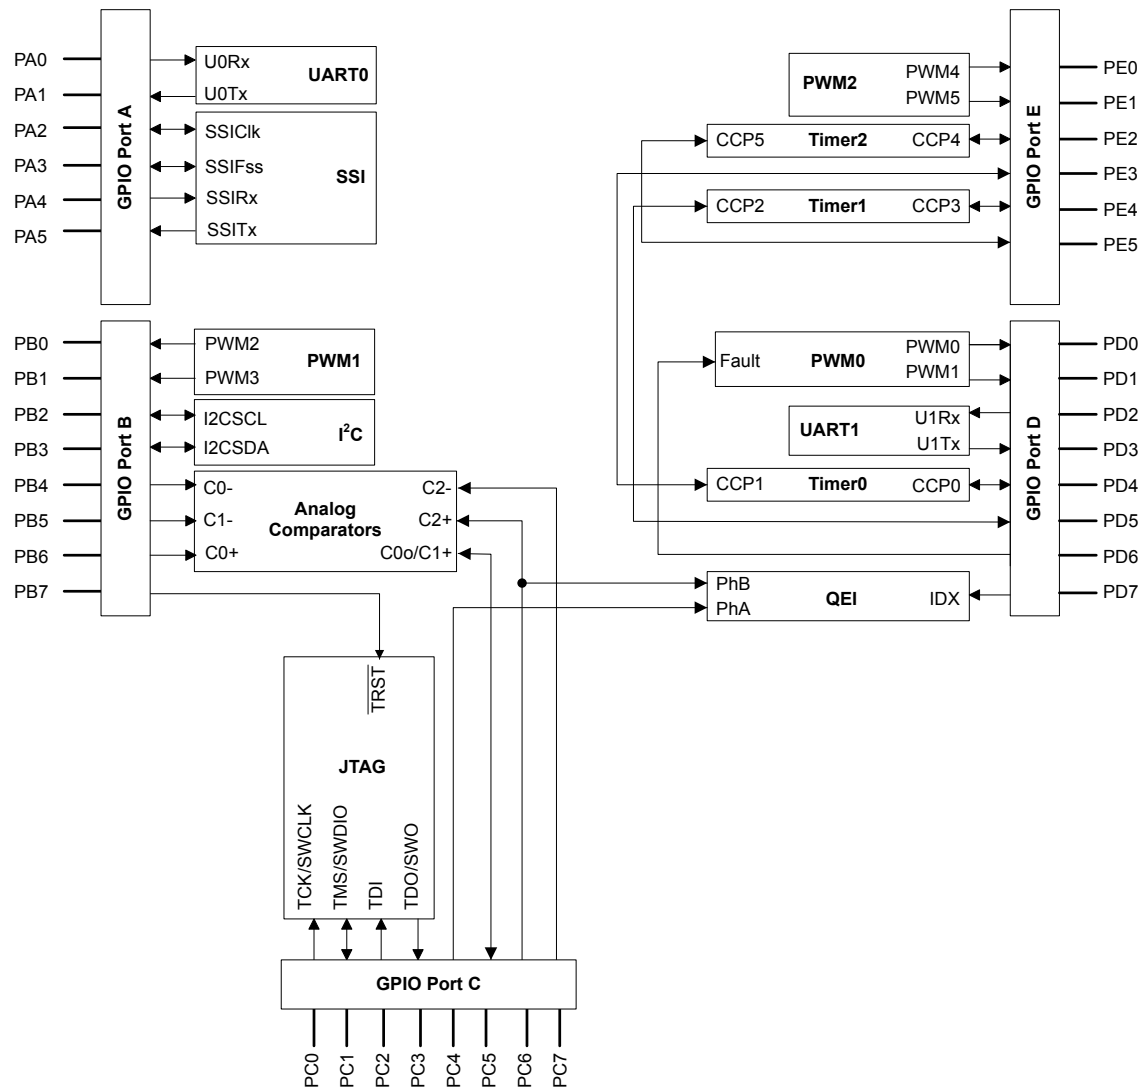 PA0
PA1
PA2
PA3
PA4
PA5
GPIO Port A
U0Rx
U0Tx
UART0
SSIClk
SSIFss
SSIRx
SSITx
SSI
PB0
PB1
PB2
PB3
PB4
PB5
PB6
PB7
GPIO Port B
PWM2
PWM3
PWM1
I2CSCL
I2CSDA
I²C
C0-
C1-
C0+
Analog
Comparators
C2-
C2+
C0o/C1+
TRST
JTAG
TCK/SWCLK
TMS/SWDIO
TDI
TDO/SWO
GPIO Port C
PC0
PC1
PC2
PC3
PC4
PC5
PC6
PC7
PWM2
PWM4
PWM5
CCP5
Timer2
CCP4
CCP2
Timer1
CCP3
GPIO Port E
PE0
PE1
PE2
PE3
PE4
PE5
Fault
PWM0
PWM0
PWM1
UART1
U1Rx
U1Tx
CCP1
Timer0
CCP0
PhB
PhA
QEI
IDX
GPIO Port D
PD0
PD1
PD2
PD3
PD4
PD5
PD6
PD7